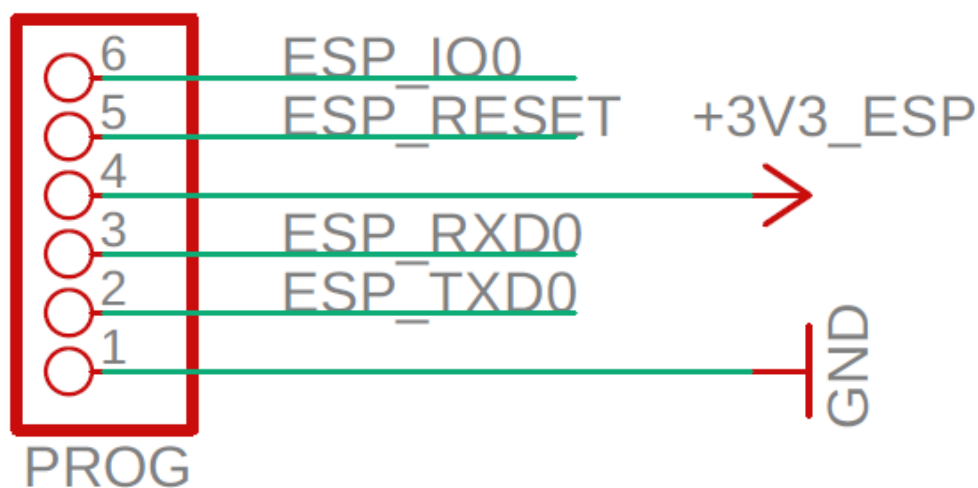 6 ESP_IO0
5 ESP_RESET
+3V3_ESP
4
3 ESP_RXD0
2 ESP_TXD0
1
GND
PROG